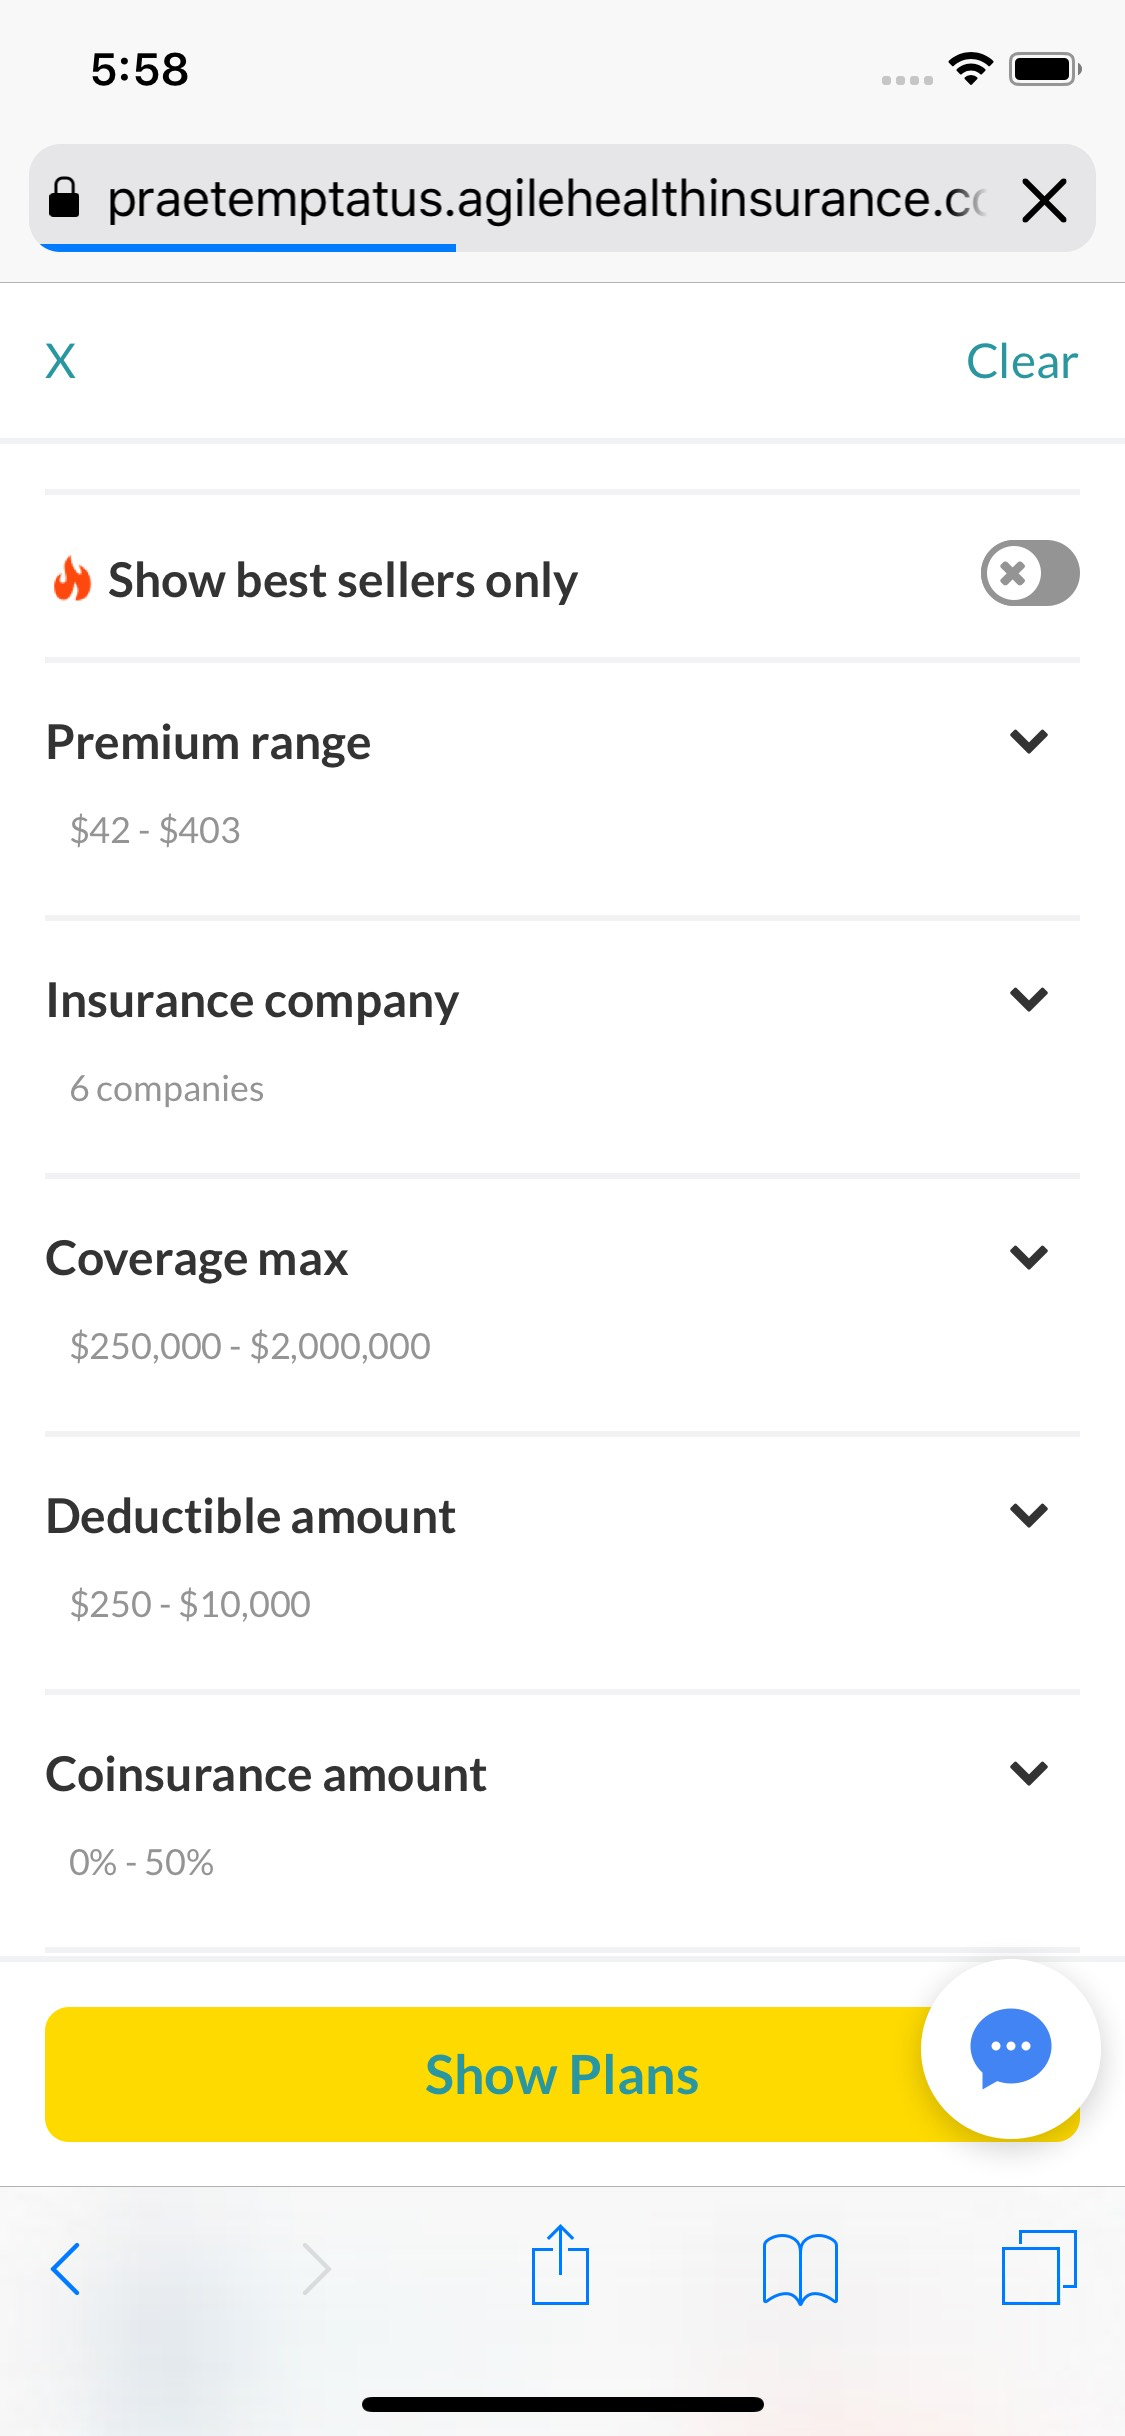 5:58
praetemptatus.agilehealthinsurance.c
X
Clear
🔥 Show best sellers only
Premium range
$42 - $403
Insurance company
6 companies
Coverage max
$250,000 - $2,000,000
Deductible amount
$250 - $10,000
Coinsurance amount
0% - 50%
Show Plans